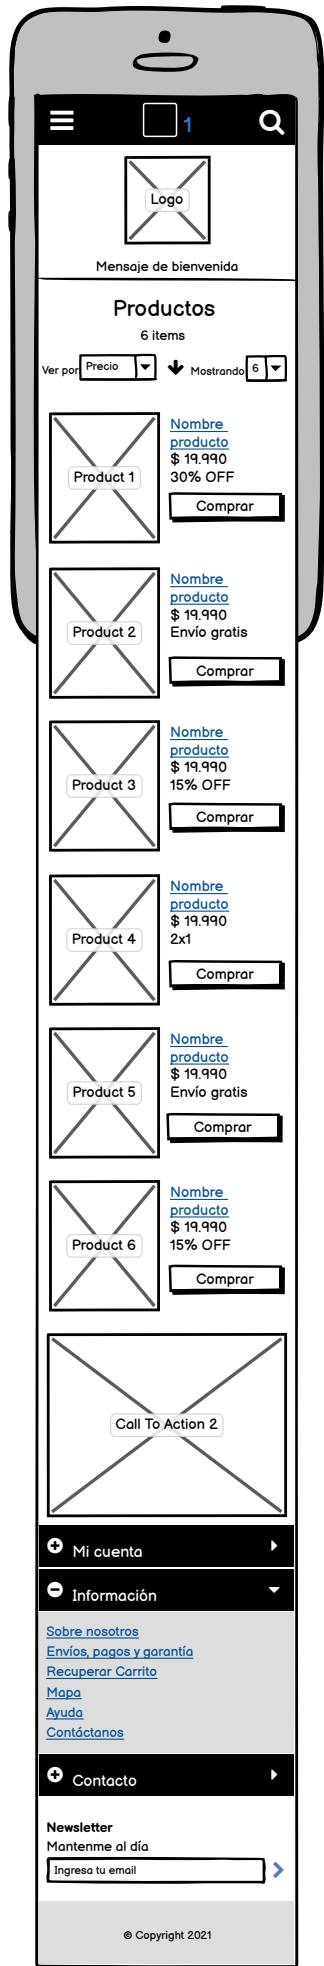 1
Logo
Mensaje de bienvenida
Productos
6 items
Ver por Precio Mostrando 6
Product 1
Nombre
producto
$ 19.990
30% OFF
Comprar
Product 2
Nombre
producto
$ 19.990
Envío gratis
Comprar
Product 3
Nombre
producto
$ 19.990
15% OFF
Comprar
Product 4
Nombre
producto
$ 19.990
2x1
Comprar
Product 5
Nombre
producto
$ 19.990
Envío gratis
Comprar
Product 6
Nombre
producto
$ 19.990
15% OFF
Comprar
Call To Action 2
Mi cuenta
Información
Sobre nosotros
Envíos, pagos y garantía
Recuperar Carrito
Mapa
Ayuda
Contáctanos
Contacto
Newsletter
Mantenme al día
Ingresa tu email
© Copyright 2021